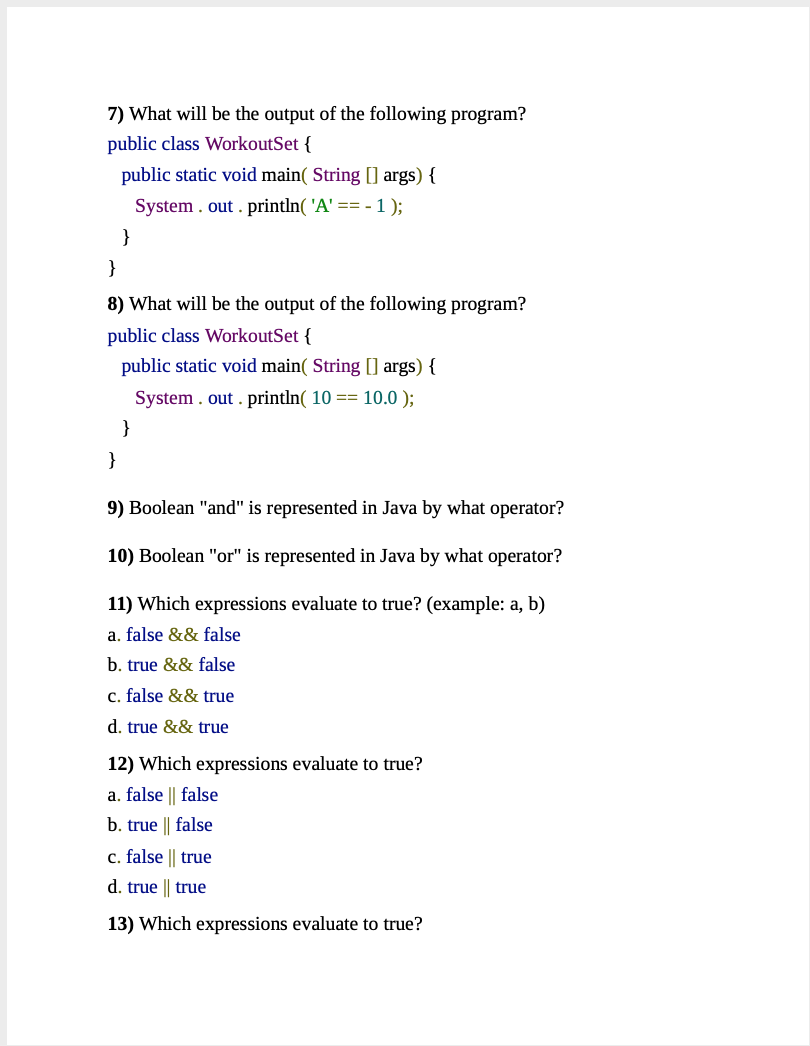 7) What will be the output of the following program?
public class WorkoutSet {
public static void main( String [] args) {
System . out . println( 'A' == - 1 );
}
}
8) What will be the output of the following program?
public class WorkoutSet {
public static void main( String [] args) {
System . out . println( 10 == 10.0 );
}
}
9) Boolean "and" is represented in Java by what operator?
10) Boolean "or" is represented in Java by what operator?
11) Which expressions evaluate to true? (example: a, b)
a. false && false
b. true && false
c. false && true
d. true && true
12) Which expressions evaluate to true?
a. false || false
b. true || false
c. false || true
d. true || true
13) Which expressions evaluate to true?